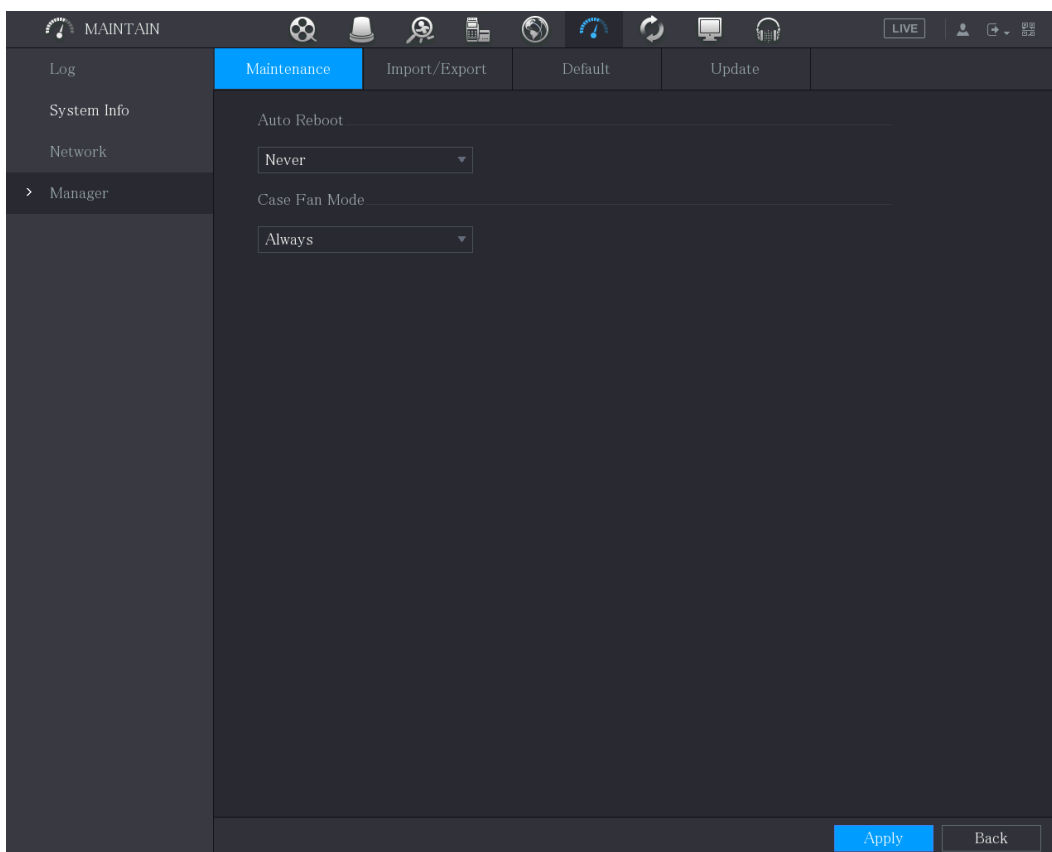 MAINTAIN
LIVE
Log
System Info
Network
Manager
Maintenance Import/Export Default Update
Auto Reboot
Never
Case Fan Mode
Always
Apply Back